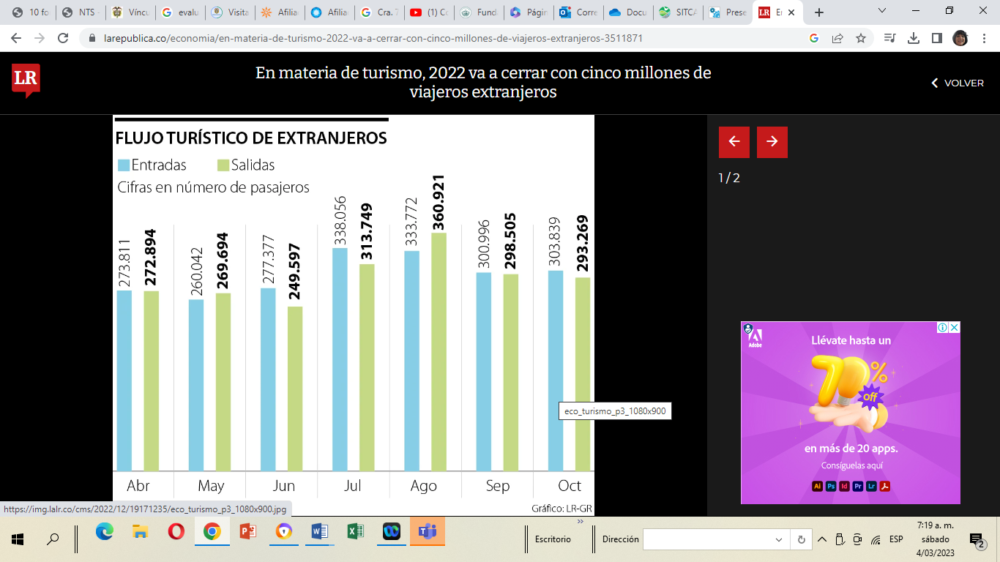 10 fo
NTS -
Víncu
evalu
Visita
Afilia
Afilia
Cra. 7
(1) Co
Fund
Págin
Corre
Docu
SITCA
Prese
LR
En
larepublica.co/economia/en-materia-de-turismo-2022-va-a-cerrar-con-cinco-millones-de-viajeros-extranjeros-3511871
LR
En materia de turismo, 2022 va a cerrar con cinco millones de
viajeros extranjeros
VOLVER
FLUJO TURÍSTICO DE EXTRANJEROS
Entradas
Salidas
Cifras en número de pasajeros
273.811
272.894
260.042
269.694
277.377
249.597
338.056
313.749
333.772
360.921
300.996
298.505
303.839
293.269
Abr
May
Jun
Jul
Ago
Sep
Oct
Gráfico: LR-GR
eco_turismo_p3_1080x900
1 / 2
Adobe
Llévate hasta un
70%
off
en más de 20 apps.
Consíguelas aquí
Ai
Ps
Id
Pr
Lr
https://img.lalr.co/cms/2022/12/19171235/eco_turismo_p3_1080x900.jpg
Escritorio
»
Dirección
ESP
7:19 a. m.
sábado
4/03/2023
2